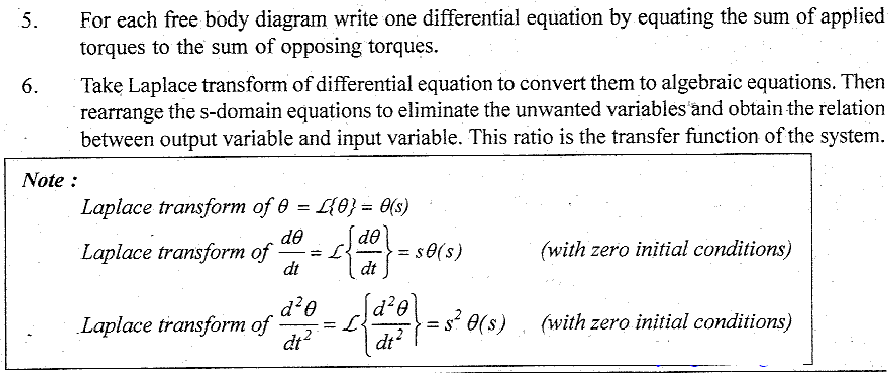 5. For each free body diagram write one differential equation by equating the sum of applied
torques to the sum of opposing torques.
6. Take Laplace transform of differential equation to convert them to algebraic equations. Then
rearrange the s-domain equations to eliminate the unwanted variables and obtain the relation
between output variable and input variable. This ratio is the transfer function of the system.
Note :
Laplace transform of θ = ℒ{θ} = θ(s)
Laplace transform of dθ/dt = ℒ{dθ/dt} = sθ(s) (with zero initial conditions)
Laplace transform of d²θ/dt² = ℒ{d²θ/dt²} = s² θ(s) (with zero initial conditions)